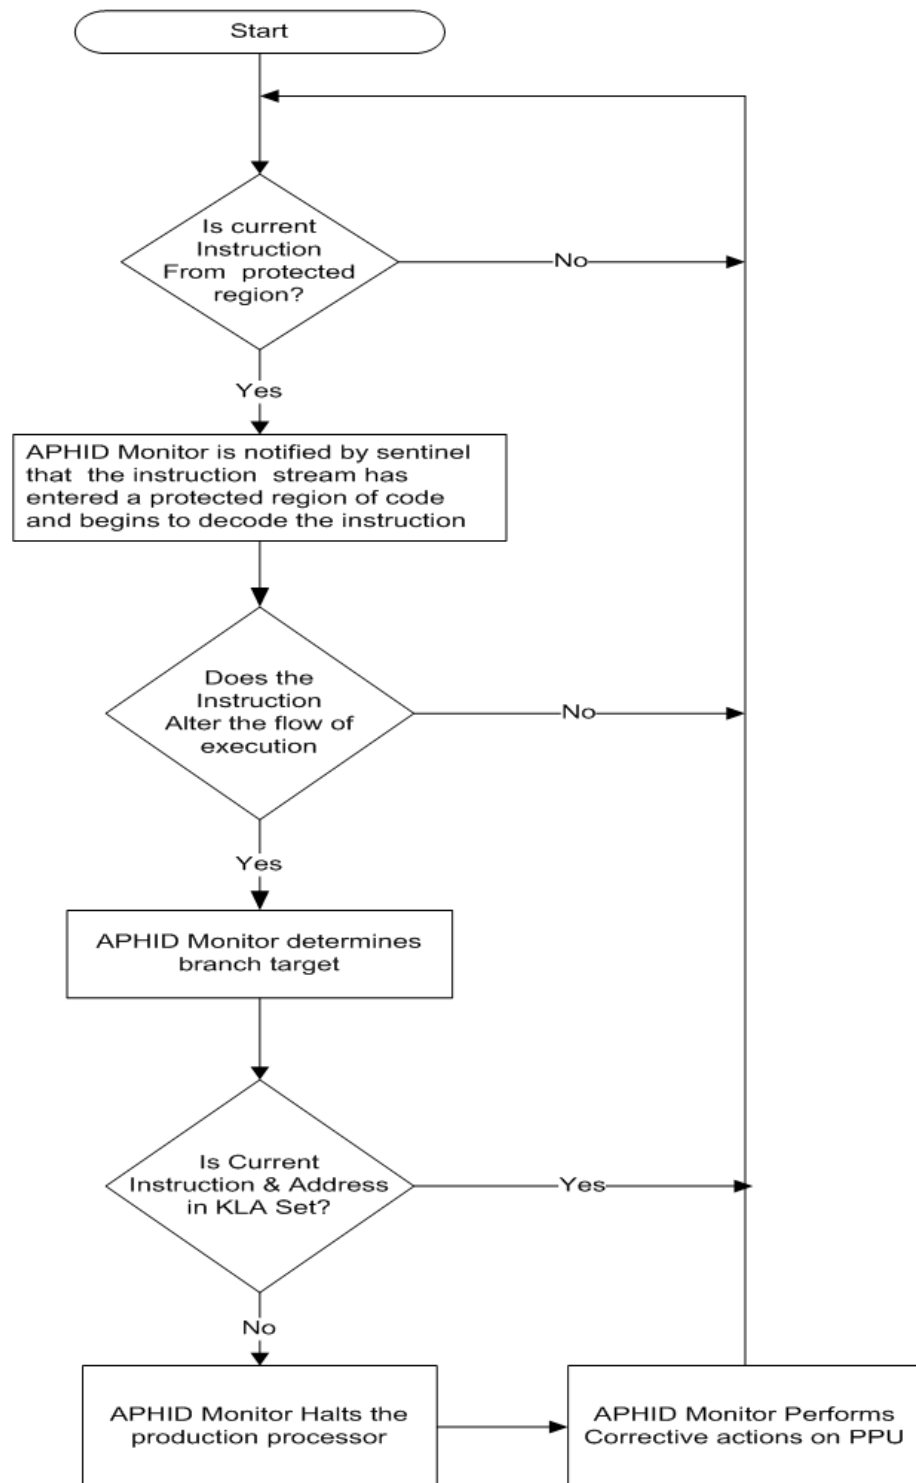 Start
Is current
Instruction
From protected
region?
No
Yes
APHID Monitor is notified by sentinel
that the instruction stream has
entered a protected region of code
and begins to decode the instruction
Does the
Instruction
Alter the flow of
execution
No
Yes
APHID Monitor determines
branch target
Is Current
Instruction & Address
in KLA Set?
Yes
No
APHID Monitor Halts the
production processor
APHID Monitor Performs
Corrective actions on PPU